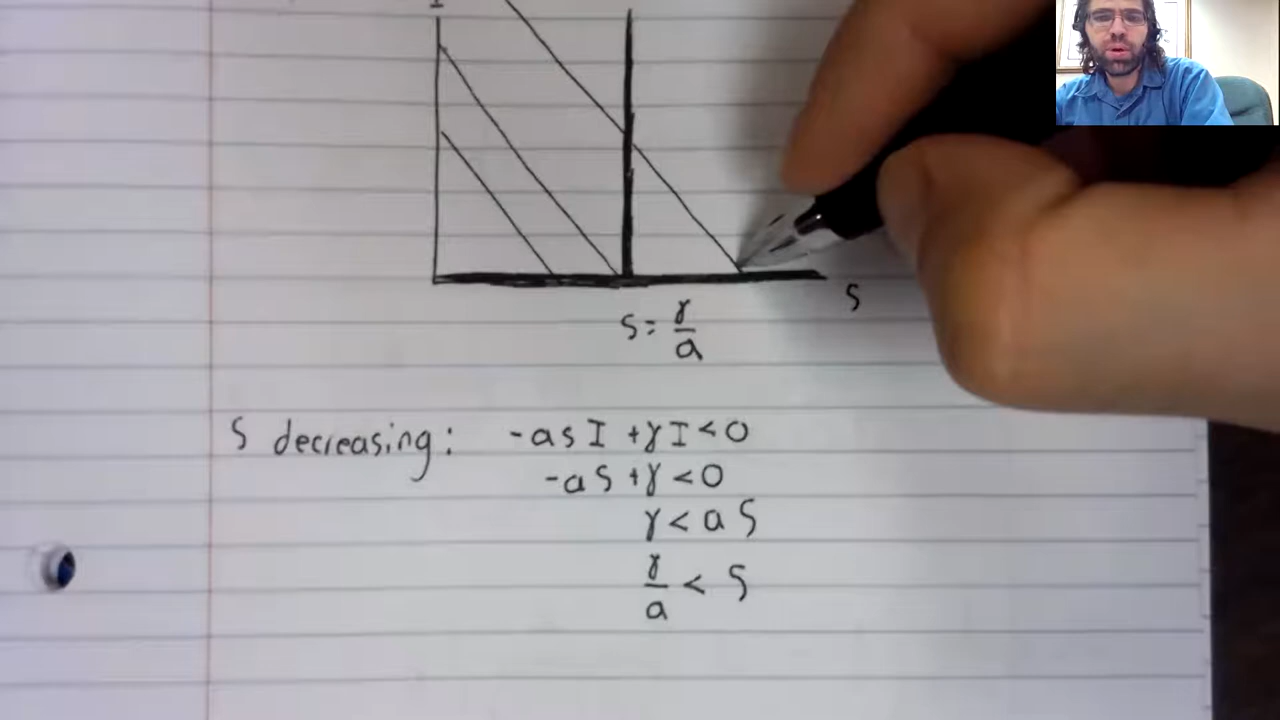 I
S
S = γ/a
S decreasing: -aSI + γI < 0
-aS + γ < 0
γ < aS
γ/a < S